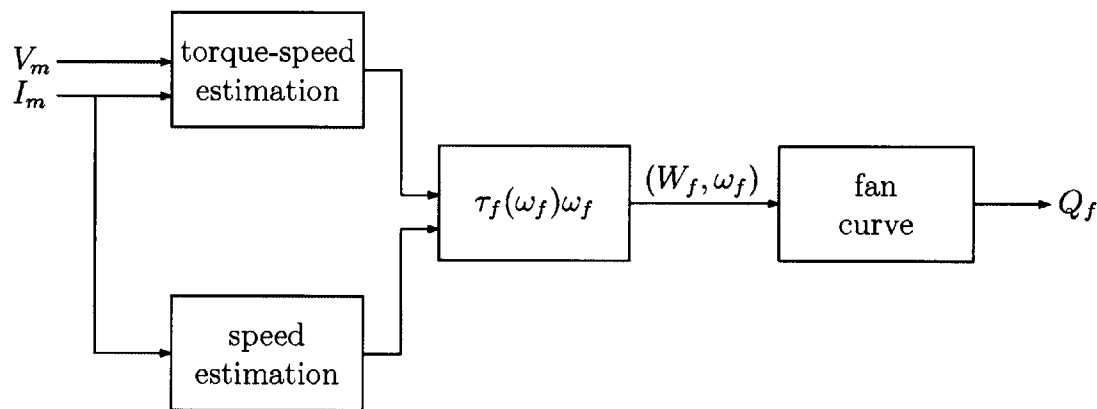 V_m
I_m
torque-speed
estimation
τ_f(ω_f)ω_f
(W_f, ω_f)
fan
curve
Q_f
speed
estimation